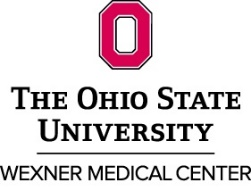 O
THE OHIO STATE
UNIVERSITY
WEXNER MEDICAL CENTER